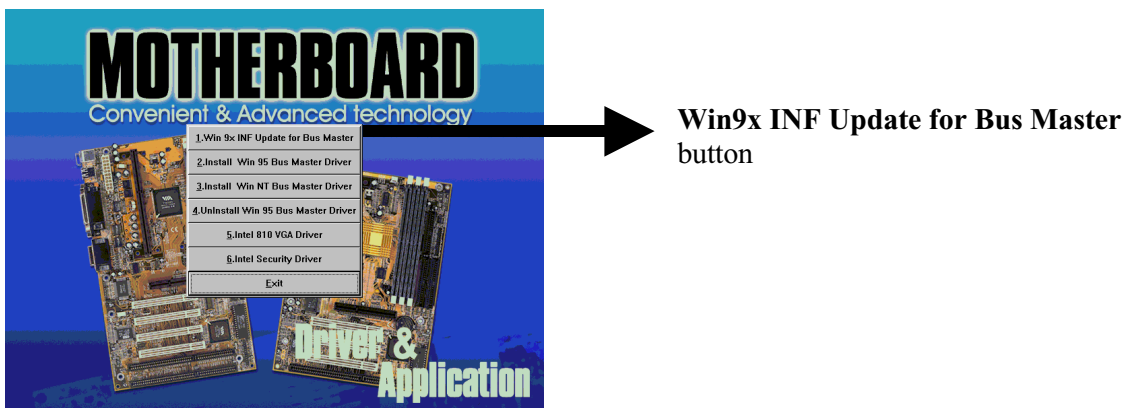 MOTHERBOARD
Convenient & Advanced technology
1.Win 9x INF Update for Bus Master
2.Install Win 95 Bus Master Driver
3.Install Win NT Bus Master Driver
4.UnInstall Win 95 Bus Master Driver
5.Intel 810 VGA Driver
6.Intel Security Driver
Exit
Driver &
Application
Win9x INF Update for Bus Master
button